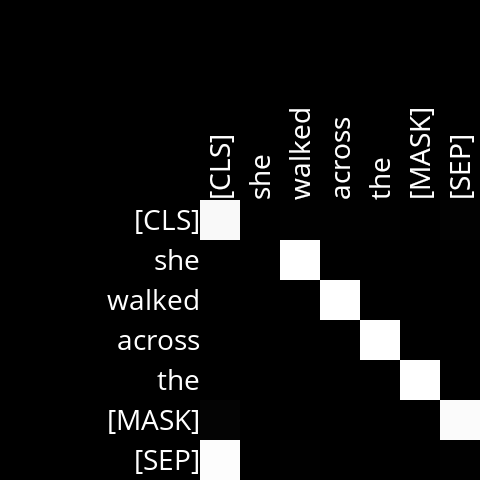 [CLS]
she
walked
across
the
[MASK]
[SEP]
[CLS]
she
walked
across
the
[MASK]
[SEP]